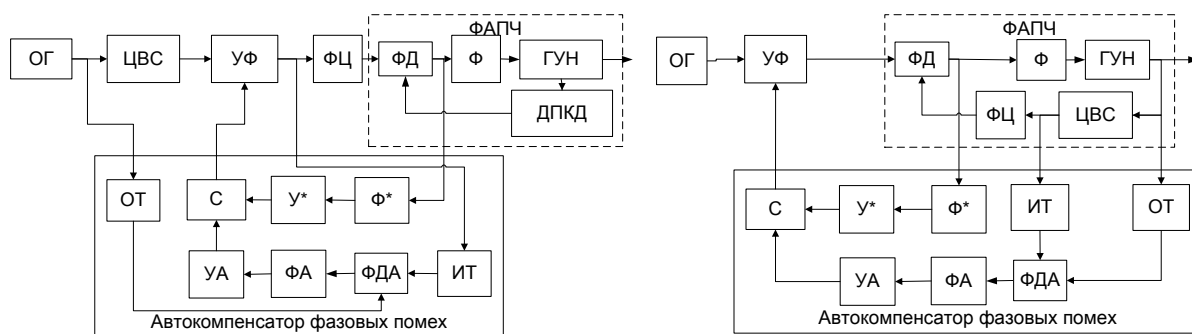 ФАПЧ
ОГ
ЦВС
УФ
ФЦ
ФД
Ф
ГУН
ДПКД
ОТ
С
У*
Ф*
УА
ФА
ФДА
ИТ
Автокомпенсатор фазовых помех
ФАПЧ
ОГ
УФ
ФД
Ф
ГУН
ФЦ
ЦВС
С
У*
Ф*
ИТ
ОТ
УА
ФА
ФДА
Автокомпенсатор фазовых помех